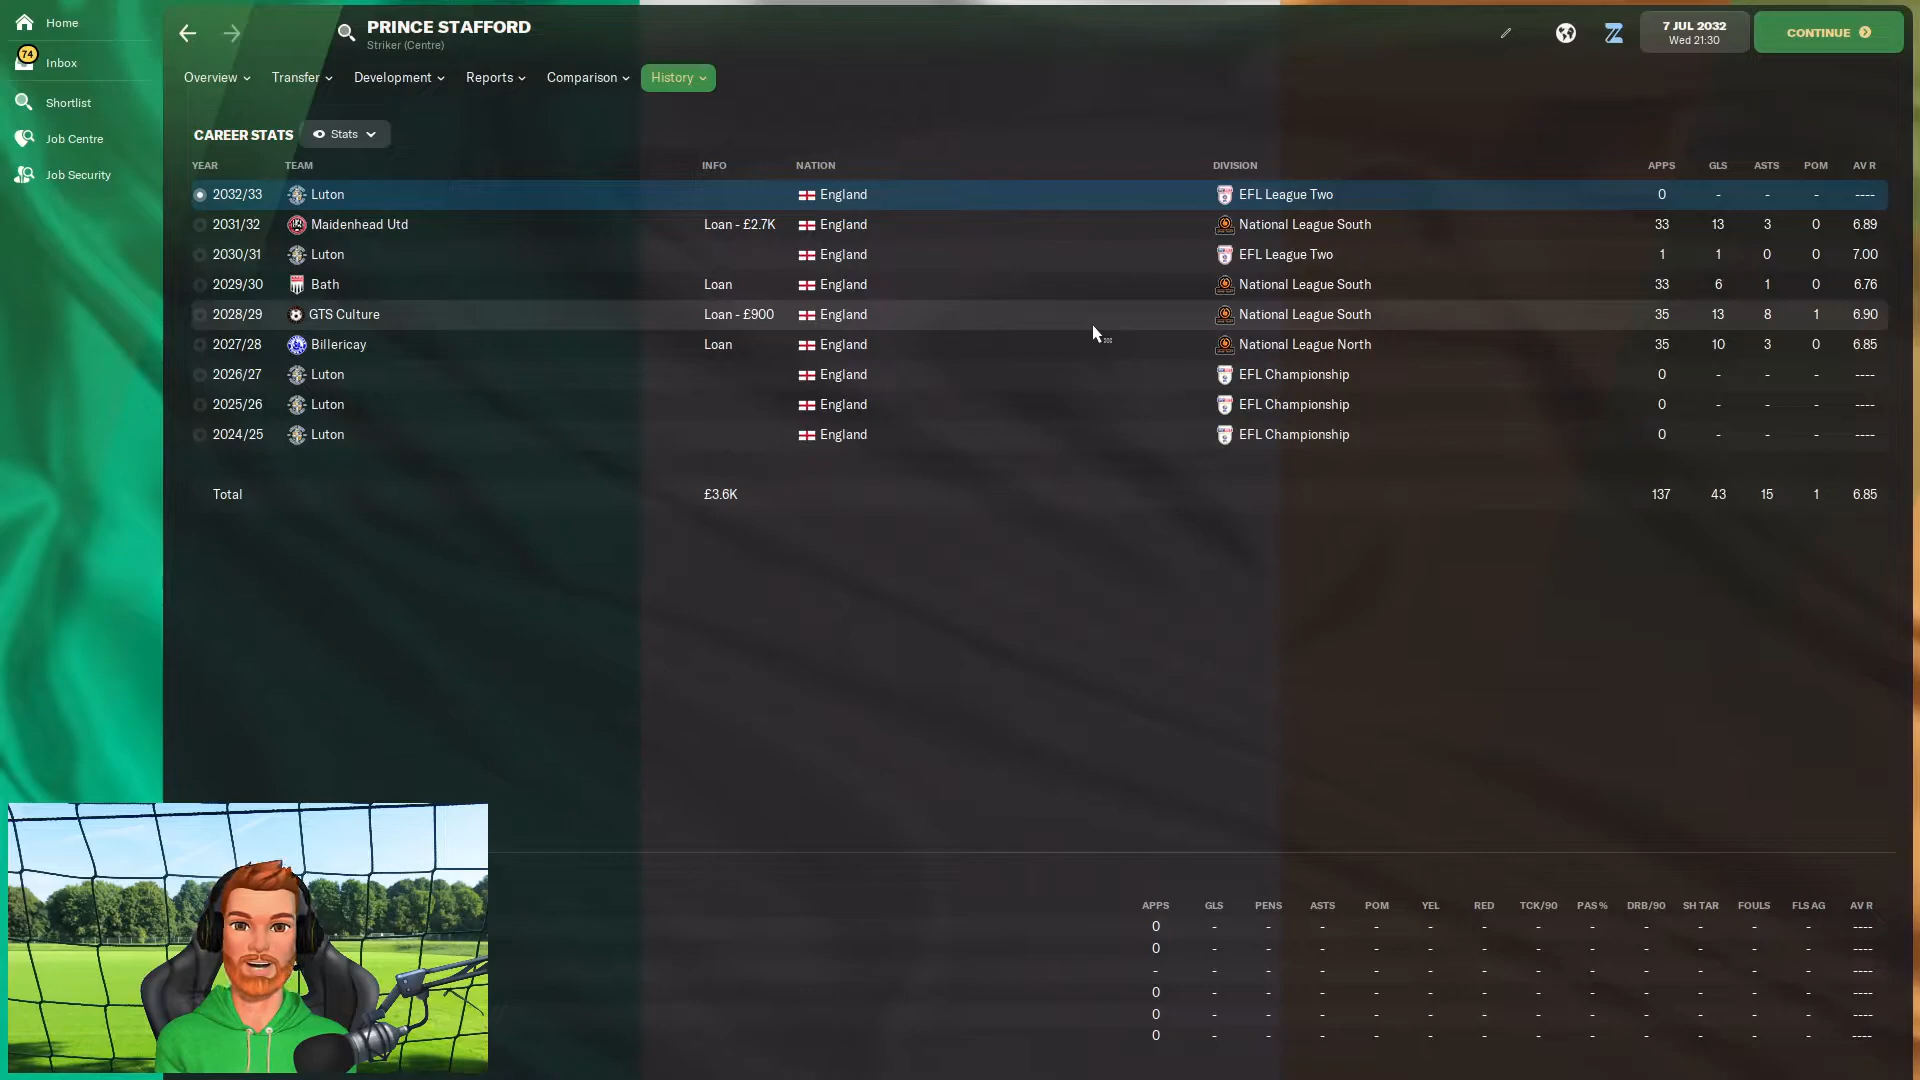 Home
74
Inbox
Shortlist
Job Centre
Job Security
PRINCE STAFFORD
Striker (Centre)
7 JUL 2032
Wed 21:30
CONTINUE
Overview Transfer Development Reports Comparison History
CAREER STATS Stats
YEAR TEAM INFO NATION DIVISION APPS GLS ASTS POM AV R
2032/33 Luton England EFL League Two 0 - - - ----
2031/32 Maidenhead Utd Loan - £2.7K England National League South 33 13 3 0 6.89
2030/31 Luton England EFL League Two 1 1 0 0 7.00
2029/30 Bath Loan England National League South 33 6 1 0 6.76
2028/29 GTS Culture Loan - £900 England National League South 35 13 8 1 6.90
2027/28 Billericay Loan England National League North 35 10 3 0 6.85
2026/27 Luton England EFL Championship 0 - - - ----
2025/26 Luton England EFL Championship 0 - - - ----
2024/25 Luton England EFL Championship 0 - - - ----
Total £3.6K 137 43 15 1 6.85
APPS GLS PENS ASTS POM YEL RED TCK/90 PAS % DRB/90 SH TAR FOULS FLS AG AV R
0 - - - - - - - - - - - - ----
0 - - - - - - - - - - - - ----
- - - - - - - - - - - - - ----
0 - - - - - - - - - - - - ----
0 - - - - - - - - - - - - ----
0 - - - - - - - - - - - - ----